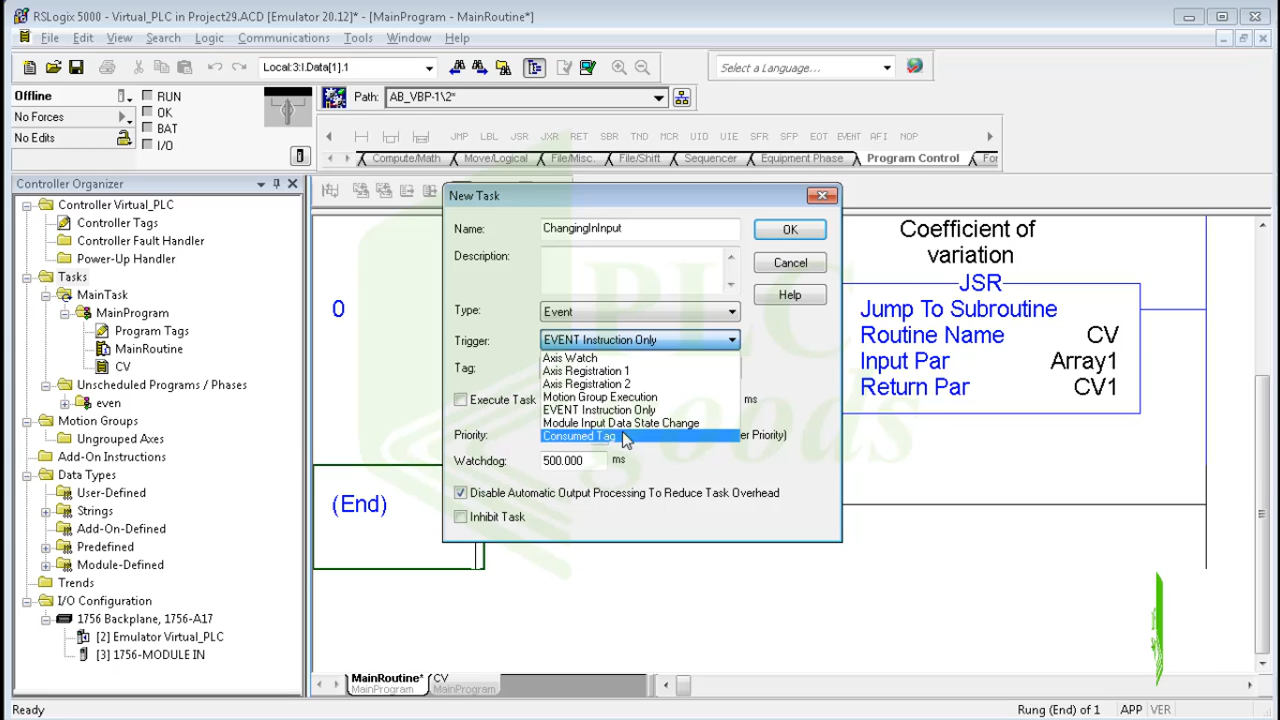 RSLogix 5000 - Virtual_PLC in Project29.ACD [Emulator 20.12]* - [MainProgram - MainRoutine*]
File Edit View Search Logic Communications Tools Window Help
Local:3:I.Data[1].1
Select a Language...
Offline
RUN
Path: AB_VBP-1\2*
No Forces
OK
No Edits
BAT
I/O
JMP LBL JSR JXR RET SBR TND MCR UID UIE SFR SFP EOT EVENT AFI NOP
Compute/Math Move/Logical File/Misc. File/Shift Sequencer Equipment Phase Program Control For
Controller Organizer
Controller Virtual_PLC
Controller Tags
Controller Fault Handler
Power-Up Handler
Tasks
MainTask
MainProgram
Program Tags
MainRoutine
CV
Unscheduled Programs / Phases
even
Motion Groups
Ungrouped Axes
Add-On Instructions
Data Types
User-Defined
Strings
Add-On-Defined
Predefined
Module-Defined
Trends
I/O Configuration
1756 Backplane, 1756-A17
[2] Emulator Virtual_PLC
[3] 1756-MODULE IN
New Task
Name: ChangingInInput
OK
Description:
Cancel
Help
Type: Event
Trigger: EVENT Instruction Only
Axis Watch
Tag:
Axis Registration 1
Axis Registration 2
Motion Group Execution
Execute Task
ms
EVENT Instruction Only
Module Input Data State Change
Priority:
Consumed Tag
er Priority)
Watchdog: 500.000 ms
Disable Automatic Output Processing To Reduce Task Overhead
Inhibit Task
0
(End)
Coefficient of
variation
JSR
Jump To Subroutine
Routine Name CV
Input Par Array1
Return Par CV1
MainRoutine*
MainProgram
CV
MainProgram
Ready
Rung (End) of 1 APP VER